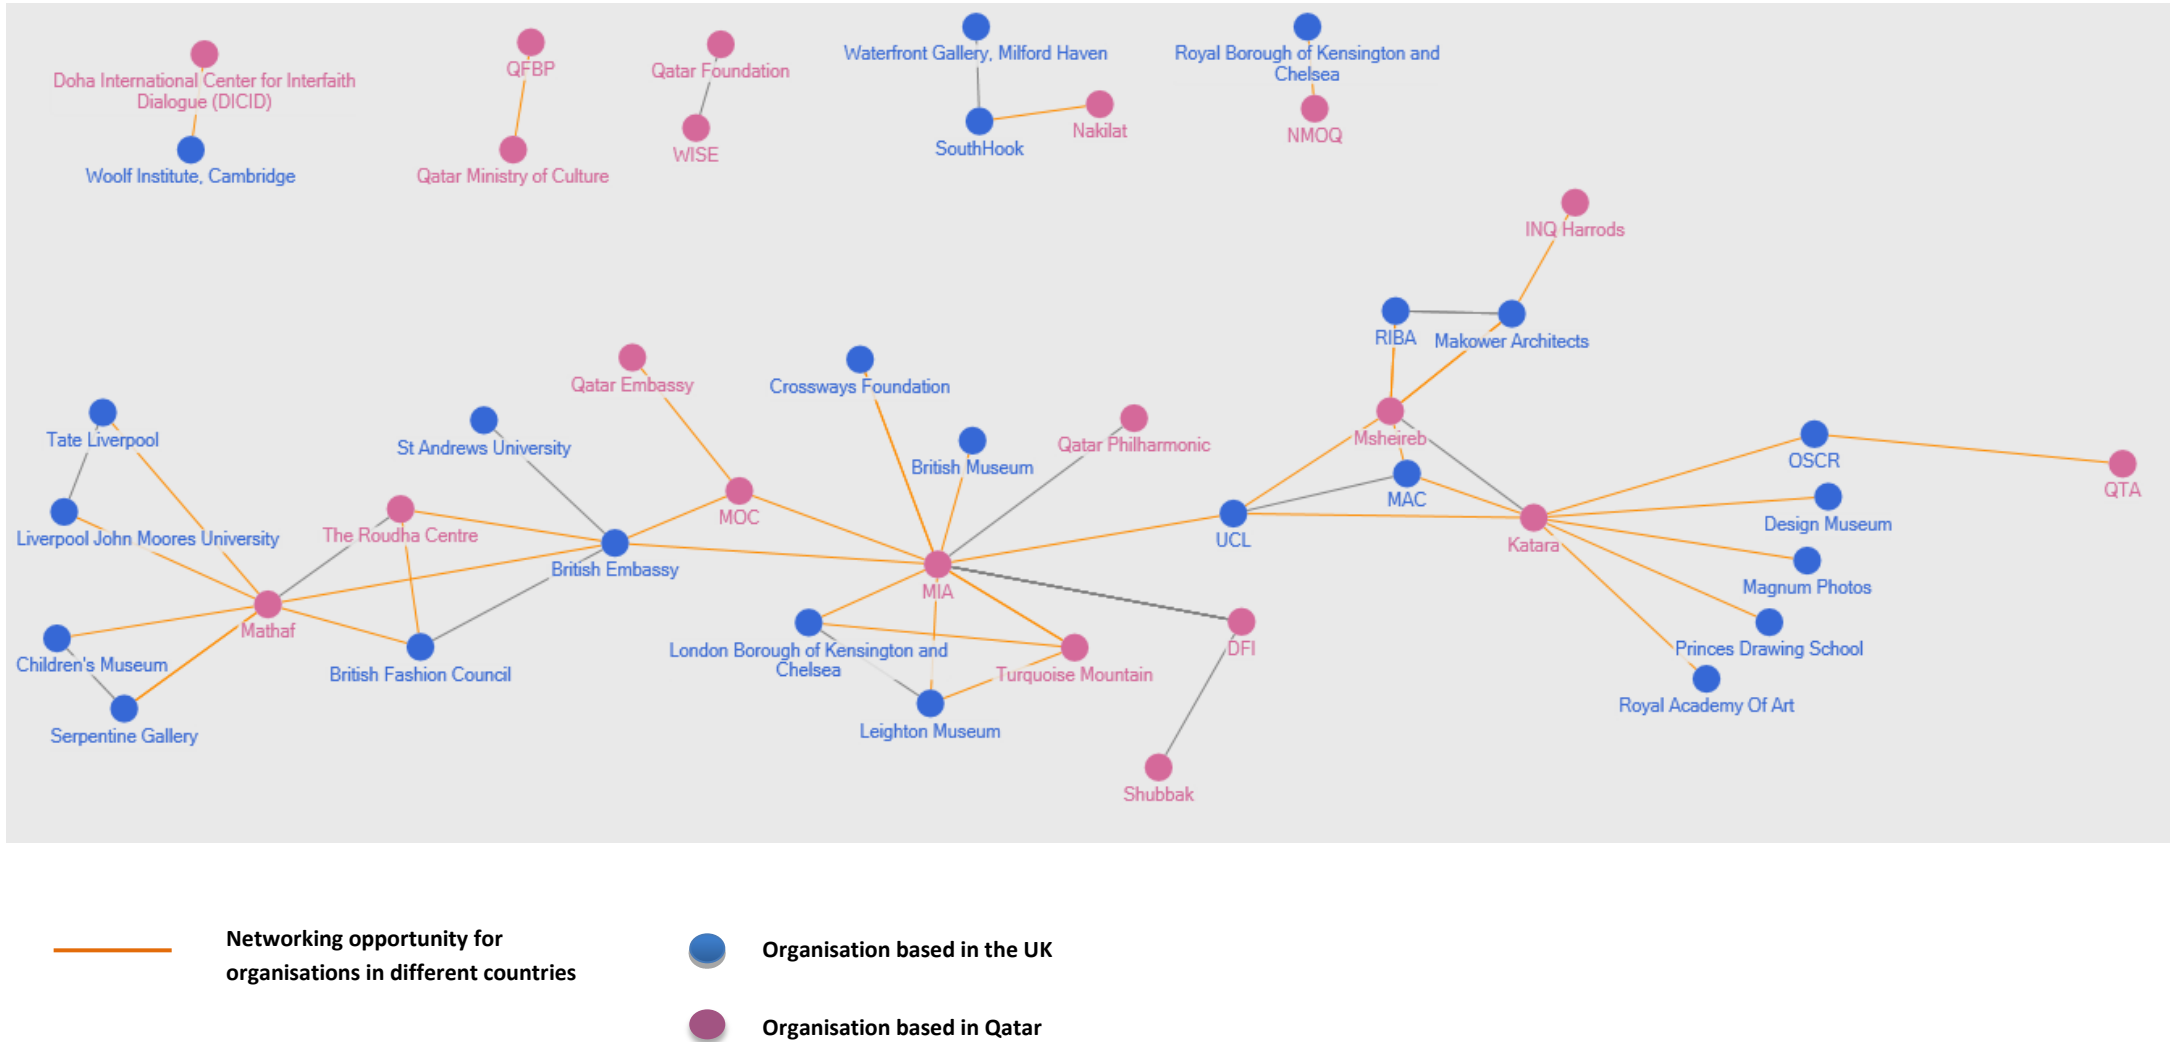 Doha International Center for Interfaith
Dialogue (DICID)
Woolf Institute, Cambridge
QFBP
Qatar Ministry of Culture
Qatar Foundation
WISE
Waterfront Gallery, Milford Haven
SouthHook
Nakilat
Royal Borough of Kensington and
Chelsea
NMOQ
INQ Harrods
RIBA
Makower Architects
Qatar Embassy
Crossways Foundation
Tate Liverpool
St Andrews University
British Museum
Qatar Philharmonic
Msheireb
OSCR
QTA
MAC
Liverpool John Moores University
The Roudha Centre
MOC
UCL
Katara
Design Museum
British Embassy
MIA
Magnum Photos
Mathaf
Children's Museum
British Fashion Council
London Borough of Kensington and
Chelsea
Turquoise Mountain
DFI
Princes Drawing School
Serpentine Gallery
Leighton Museum
Royal Academy Of Art
Shubbak
Networking opportunity for
organisations in different countries
Organisation based in the UK
Organisation based in Qatar